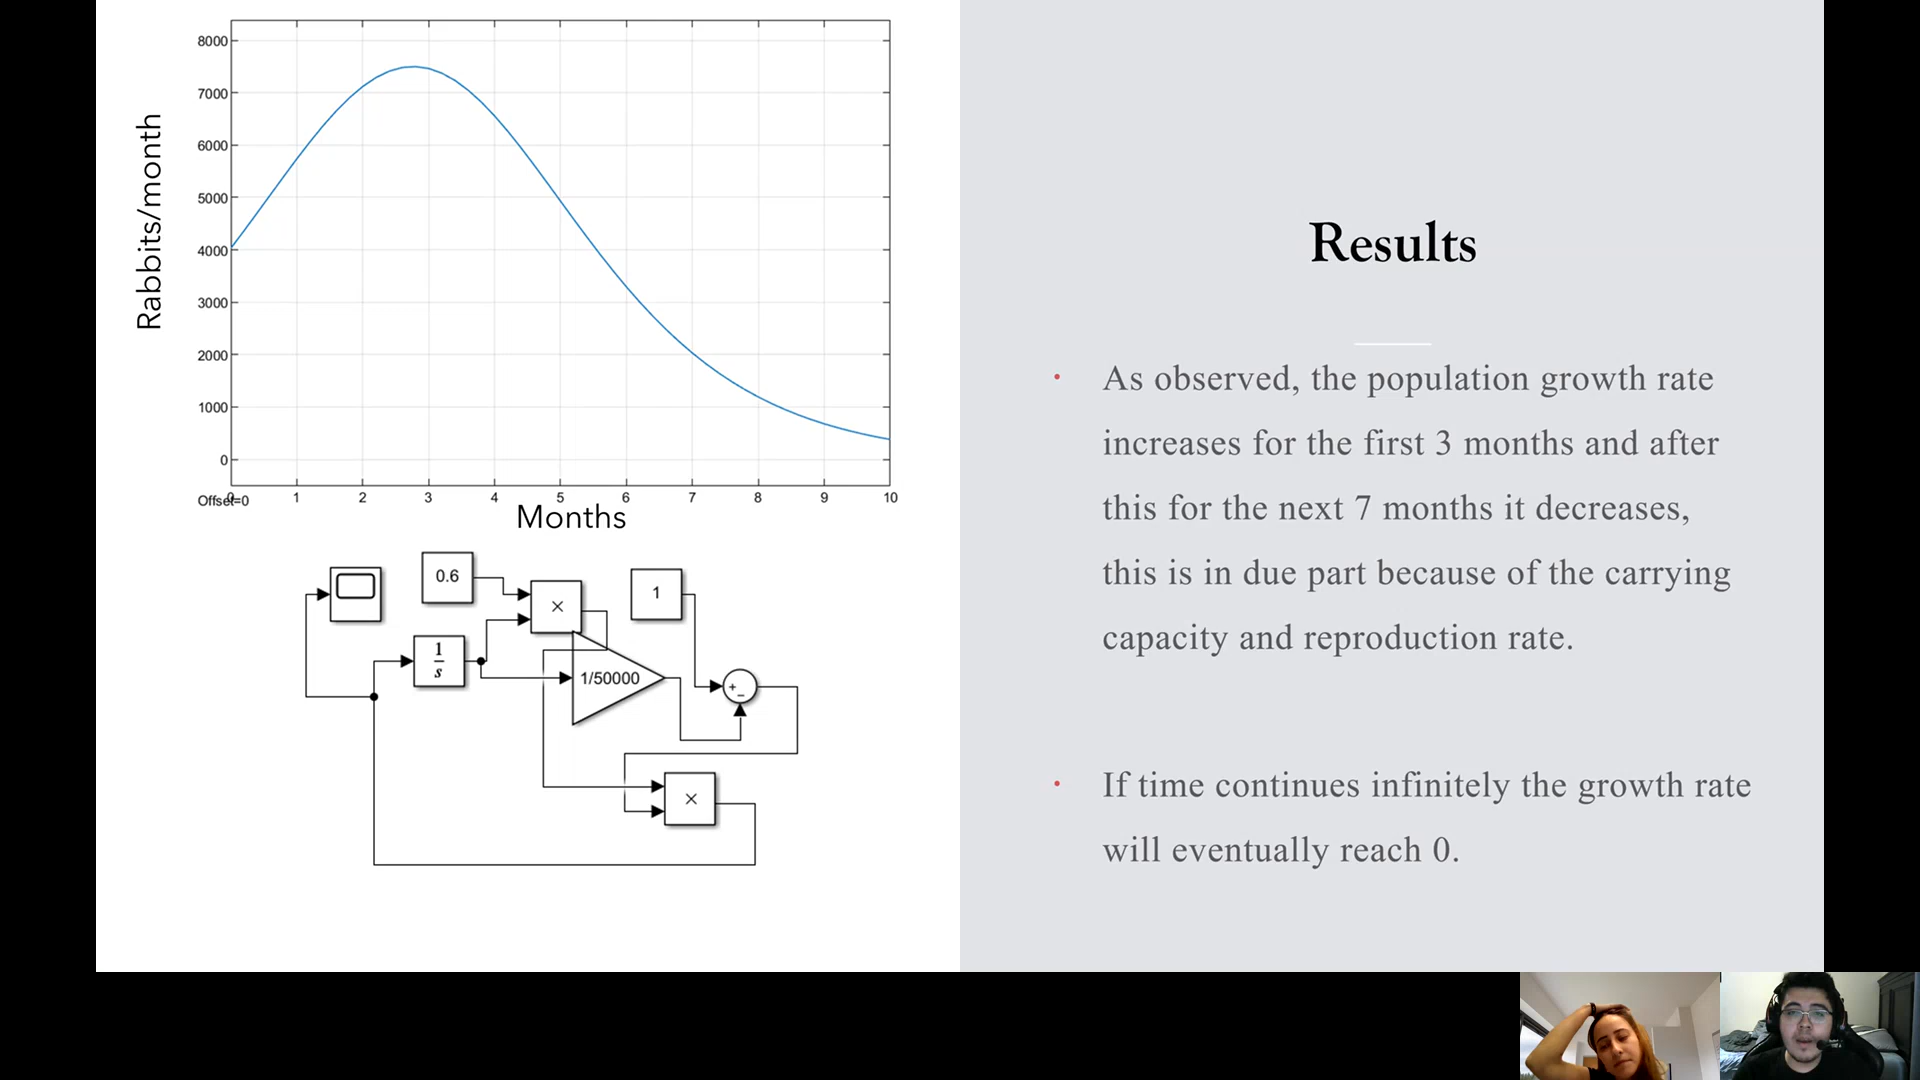 8000
7000
6000
5000
4000
3000
2000
1000
0
Rabbits/month
Offset=0
0 1 2 3 4 5 6 7 8 9 10
Months
0.6
×
1
1
s
1/50000
+
−
×
Results
• As observed, the population growth rate
increases for the first 3 months and after
this for the next 7 months it decreases,
this is in due part because of the carrying
capacity and reproduction rate.
• If time continues infinitely the growth rate
will eventually reach 0.